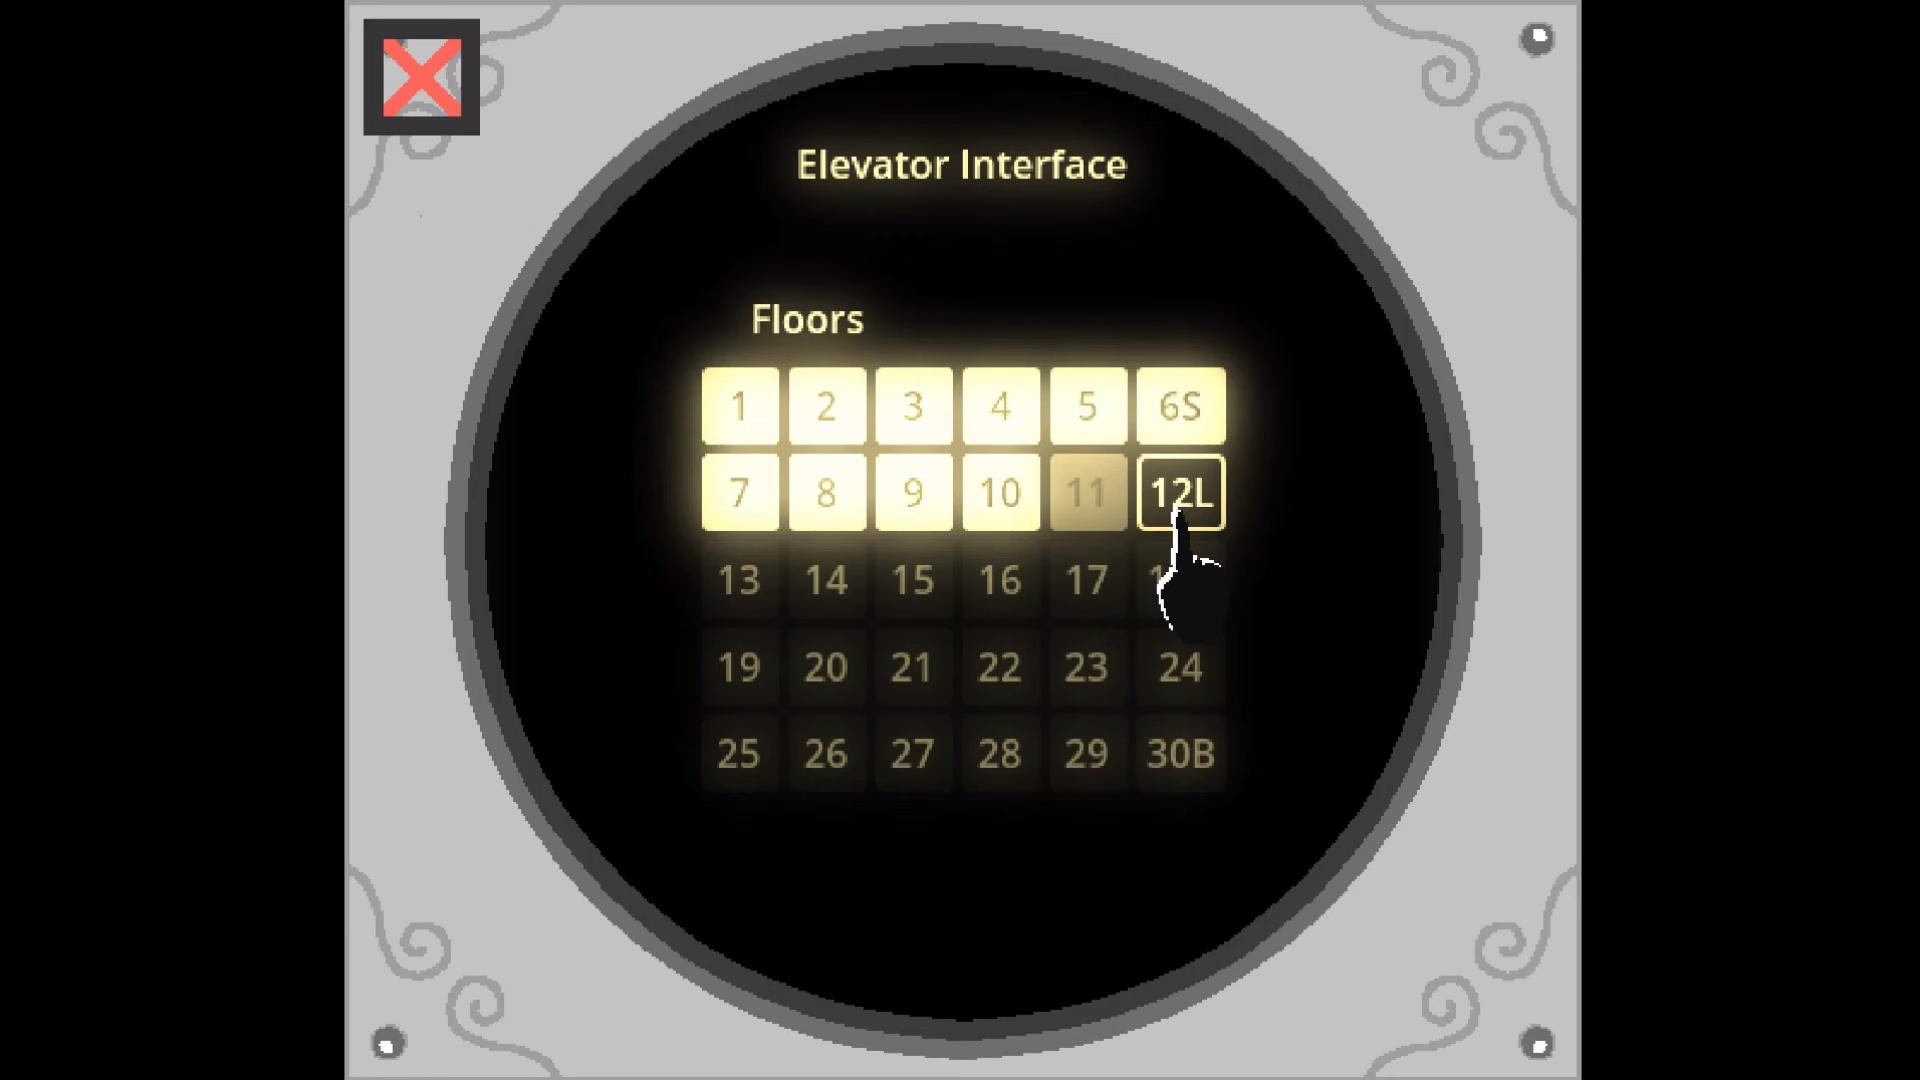 Elevator Interface
Floors
1 2 3 4 5 6S
7 8 9 10 11 12L
13 14 15 16 17
19 20 21 22 23 24
25 26 27 28 29 30B